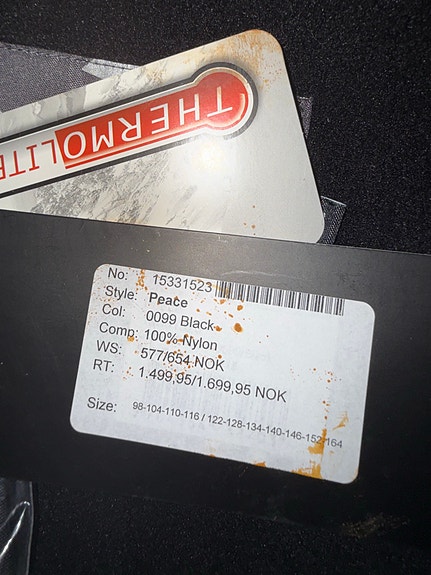 THERMOLITE
No: 15331523
Style: Peace
Col: 0099 Black
Comp: 100% Nylon
WS: 577/654 NOK
RT: 1.499,95/1.699,95 NOK
Size: 98-104-110-116 / 122-128-134-140-146-152-164